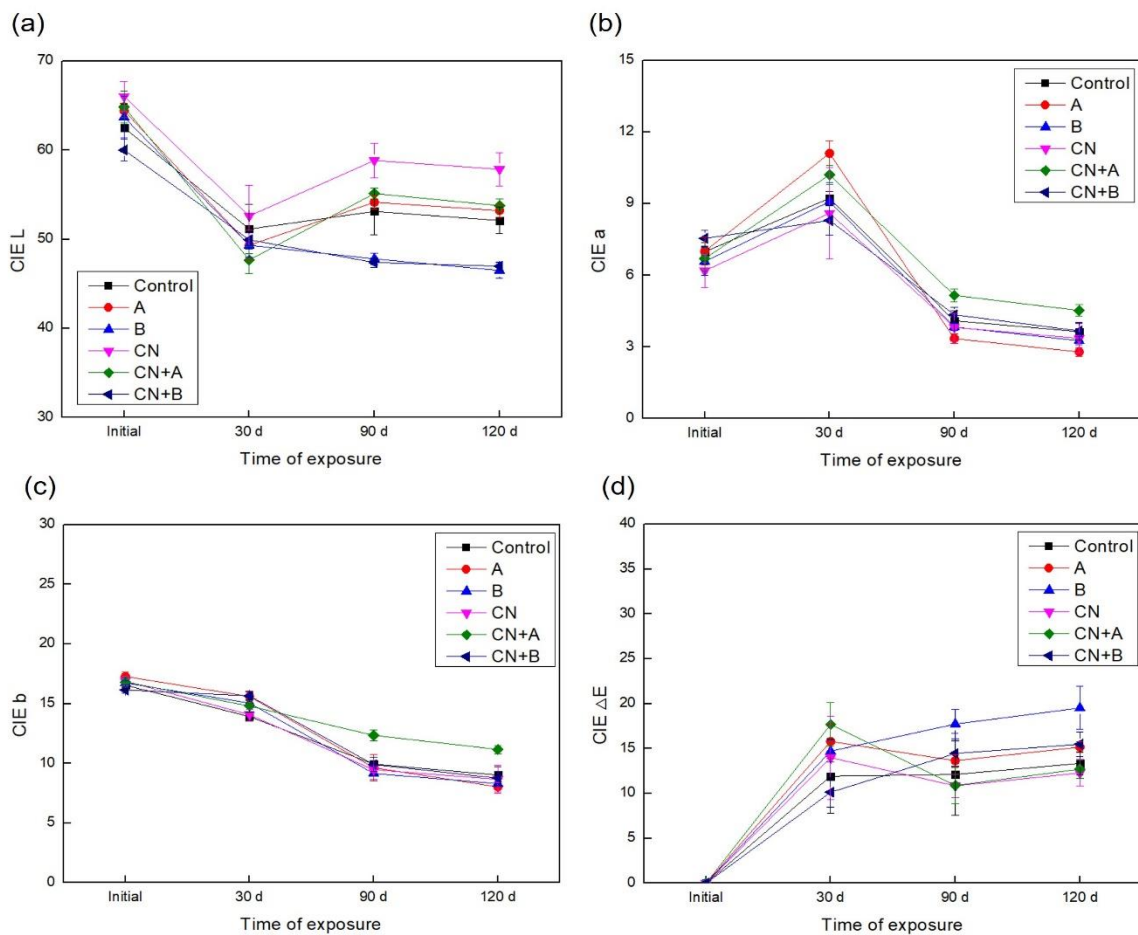 (a)
70
60
50
40
30
CIE L
Control
A
B
CN
CN+A
CN+B
Initial
30 d
90 d
120 d
Time of exposure
(b)
15
12
9
6
3
0
CIE a
Control
A
B
CN
CN+A
CN+B
Initial
30 d
90 d
120 d
Time of exposure
(c)
30
25
20
15
10
5
0
CIE b
Control
A
B
CN
CN+A
CN+B
Initial
30 d
90 d
120 d
Time of exposure
(d)
40
35
30
25
20
15
10
5
0
CIE △E
Control
A
B
CN
CN+A
CN+B
Initial
30 d
90 d
120 d
Time of exposure